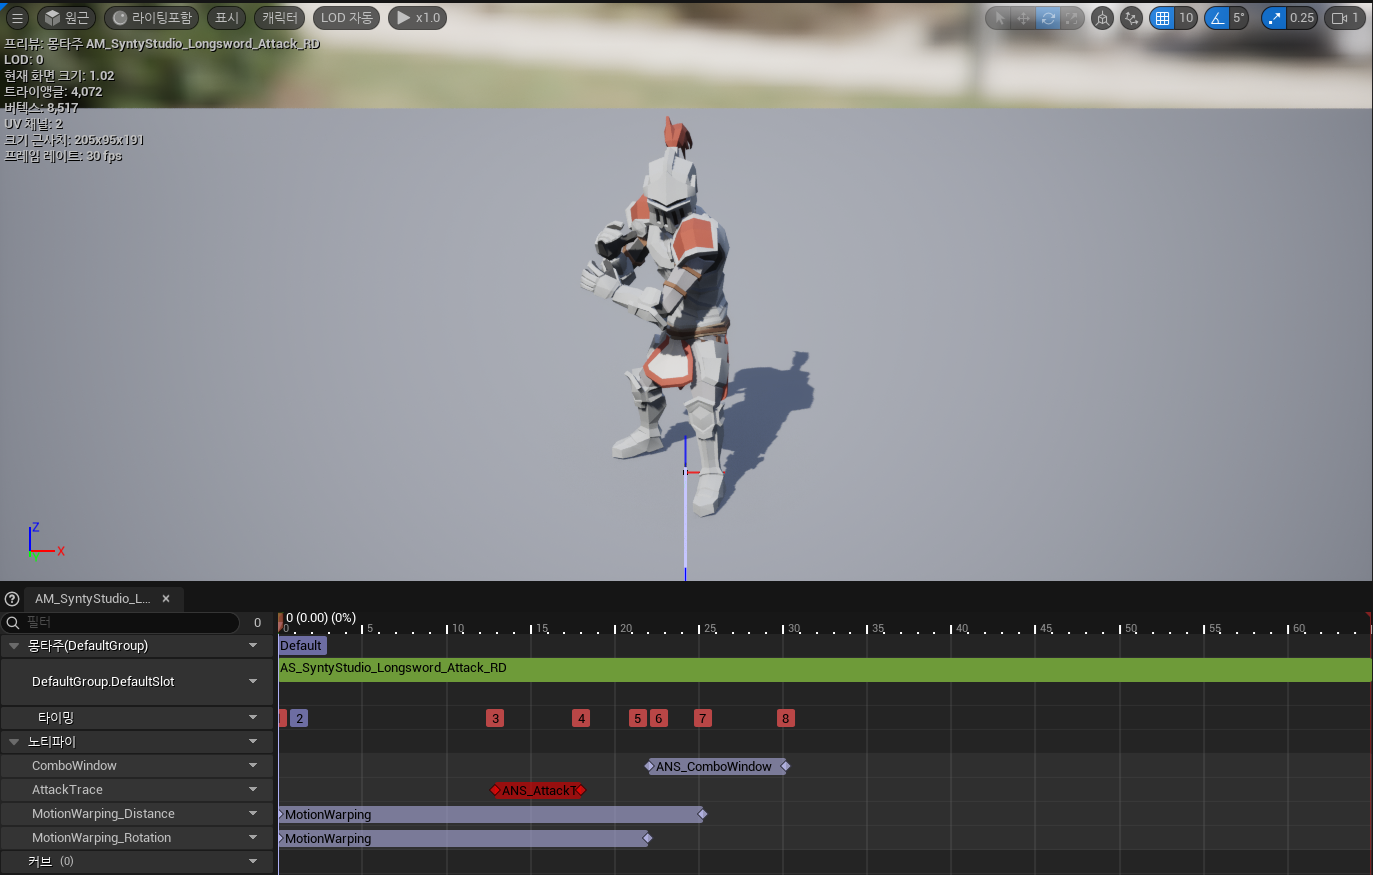 원근 라이팅포함 표시 캐릭터 LOD 자동 x1.0 10 5° 0.25 1
프리뷰: 몽타주 AM_SyntyStudio_Longsword_Attack_RD
LOD: 0
현재 화면 크기: 1.02
트라이앵글: 4,072
버텍스: 8,517
UV 채널: 2
크기 근사치: 205x95x191
프레임 레이트: 30 fps
Z
X
AM_SyntyStudio_L...
필터 0
0 (0.00) (0%)
0 5 10 15 20 25 30 35 40 45 50 55 60
몽타주(DefaultGroup) Default
AS_SyntyStudio_Longsword_Attack_RD
DefaultGroup.DefaultSlot
타이밍 2 3 4 5 6 7 8
노티파이
ComboWindow ANS_ComboWindow
AttackTrace ANS_AttackT
MotionWarping_Distance MotionWarping
MotionWarping_Rotation MotionWarping
커브 (0)